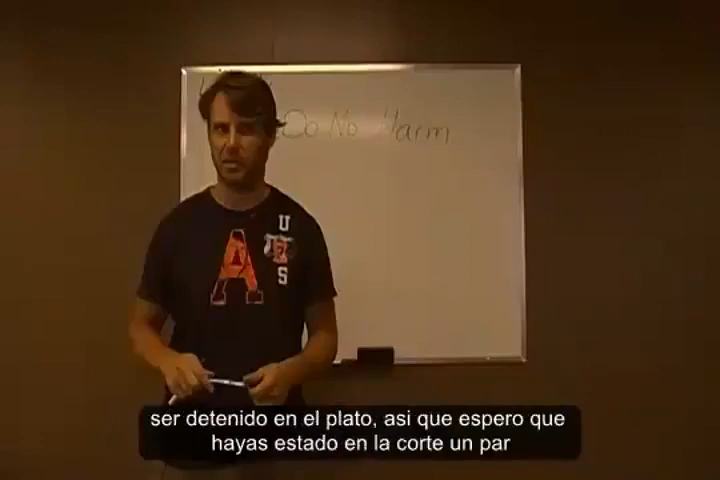 Do No Harm
A
U
S
ser detenido en el plato, asi que espero que
hayas estado en la corte un par